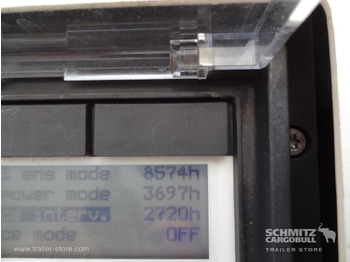 l ens mode 8574h
power mode 3697h
ce interv. 2720h
ce mode OFF
SCHMITZ
CARGOBULL
TRAILER STORE
www.trailer-store.com